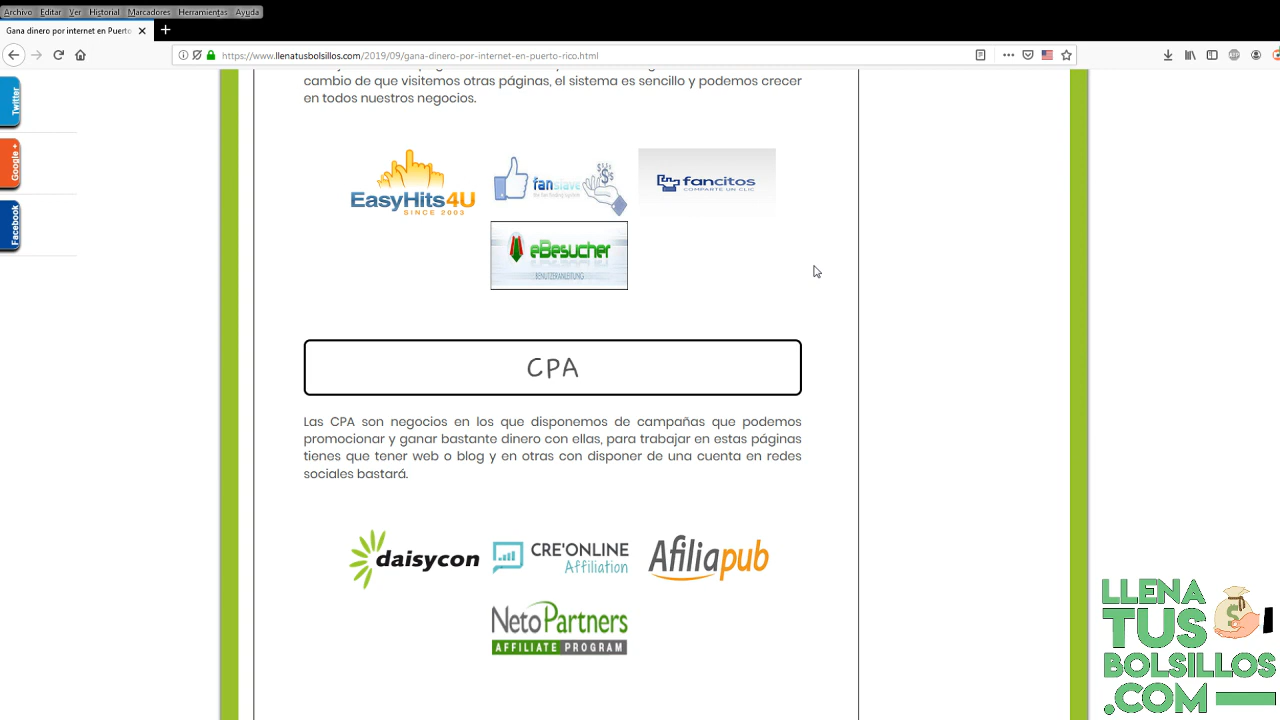 Archivo Editar Ver Historial Marcadores Herramientas Ayuda
Gana dinero por internet en Puerto
https://www.llenatusbolsillos.com/2019/09/gana-dinero-por-internet-en-puerto-rico.html
Twitter
Google +
Facebook
cambio de que visitemos otras páginas, el sistema es sencillo y podemos crecer
en todos nuestros negocios.
EasyHits4U
SINCE 2003
fanslave
fancitos
COMPARTE UN CLIC
eBesucher
BENUTZERANLEITUNG
CPA
Las CPA son negocios en los que disponemos de campañas que podemos
promocionar y ganar bastante dinero con ellas, para trabajar en estas páginas
tienes que tener web o blog y en otras con disponer de una cuenta en redes
sociales bastará.
daisycon
CRE'ONLINE
Affiliation
Afiliapub
NetoPartners
AFFILIATE PROGRAM
LLENA
TUS
BOLSILLOS
.COM